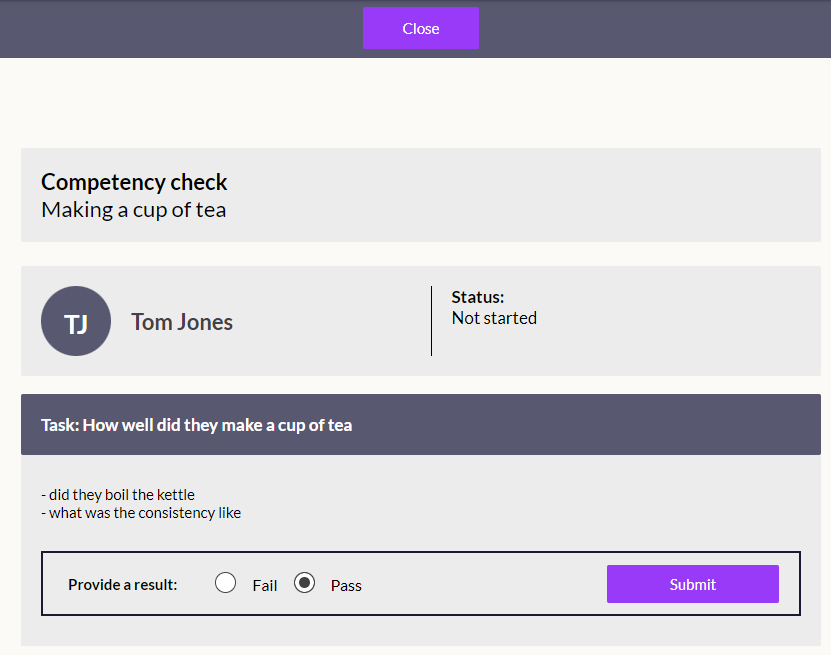 Close
Competency check
Making a cup of tea
TJ
Tom Jones
Status:
Not started
Task: How well did they make a cup of tea
- did they boil the kettle
- what was the consistency like
Provide a result: Fail Pass Submit